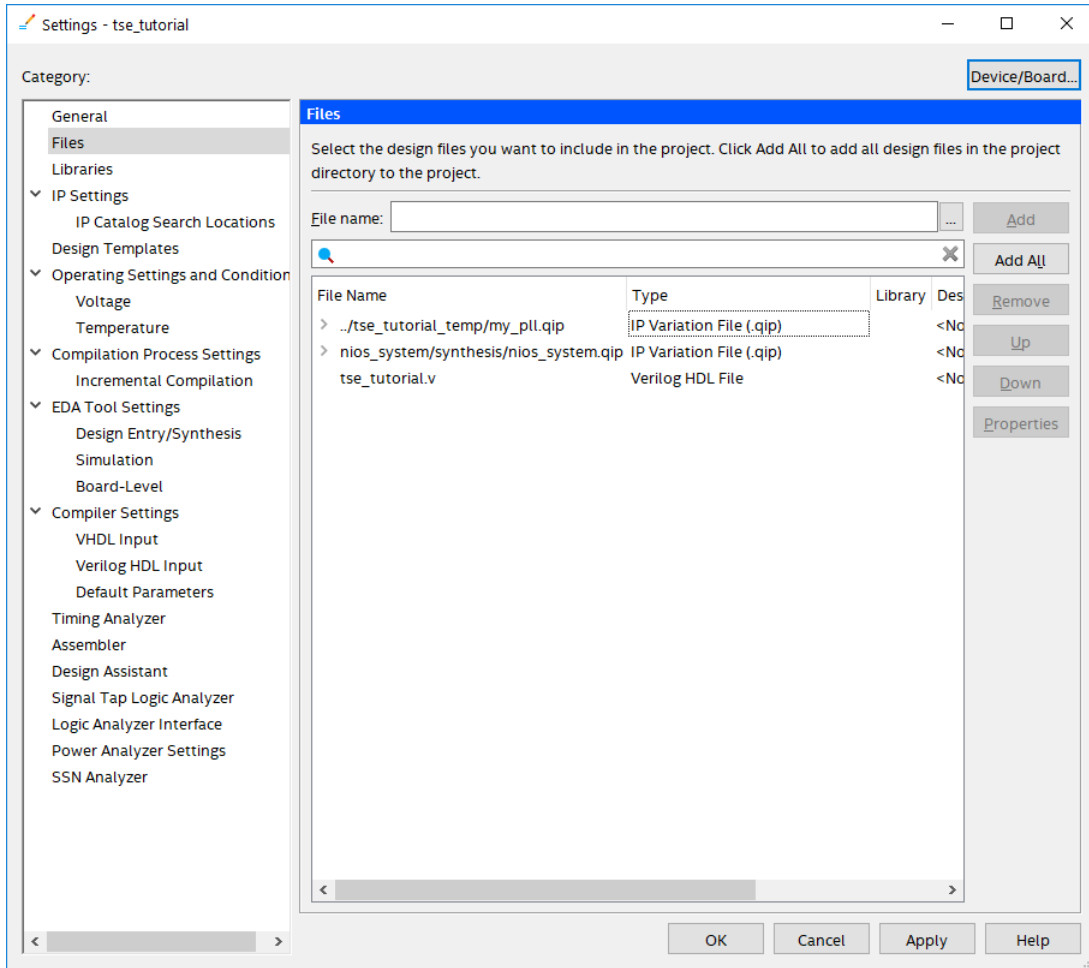 Settings - tse_tutorial
Category:
Device/Board...
General
Files
Libraries
IP Settings
IP Catalog Search Locations
Design Templates
Operating Settings and Condition
Voltage
Temperature
Compilation Process Settings
Incremental Compilation
EDA Tool Settings
Design Entry/Synthesis
Simulation
Board-Level
Compiler Settings
VHDL Input
Verilog HDL Input
Default Parameters
Timing Analyzer
Assembler
Design Assistant
Signal Tap Logic Analyzer
Logic Analyzer Interface
Power Analyzer Settings
SSN Analyzer
Files
Select the design files you want to include in the project. Click Add All to add all design files in the project
directory to the project.
File name: ... Add
Add All
File Name Type Library Des
../tse_tutorial_temp/my_pll.qip IP Variation File (.qip) <No
nios_system/synthesis/nios_system.qip IP Variation File (.qip) <No
tse_tutorial.v Verilog HDL File <No
Remove
Up
Down
Properties
OK Cancel Apply Help